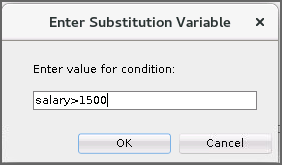 Enter Substitution Variable
Enter value for condition:
salary>1500
OK Cancel